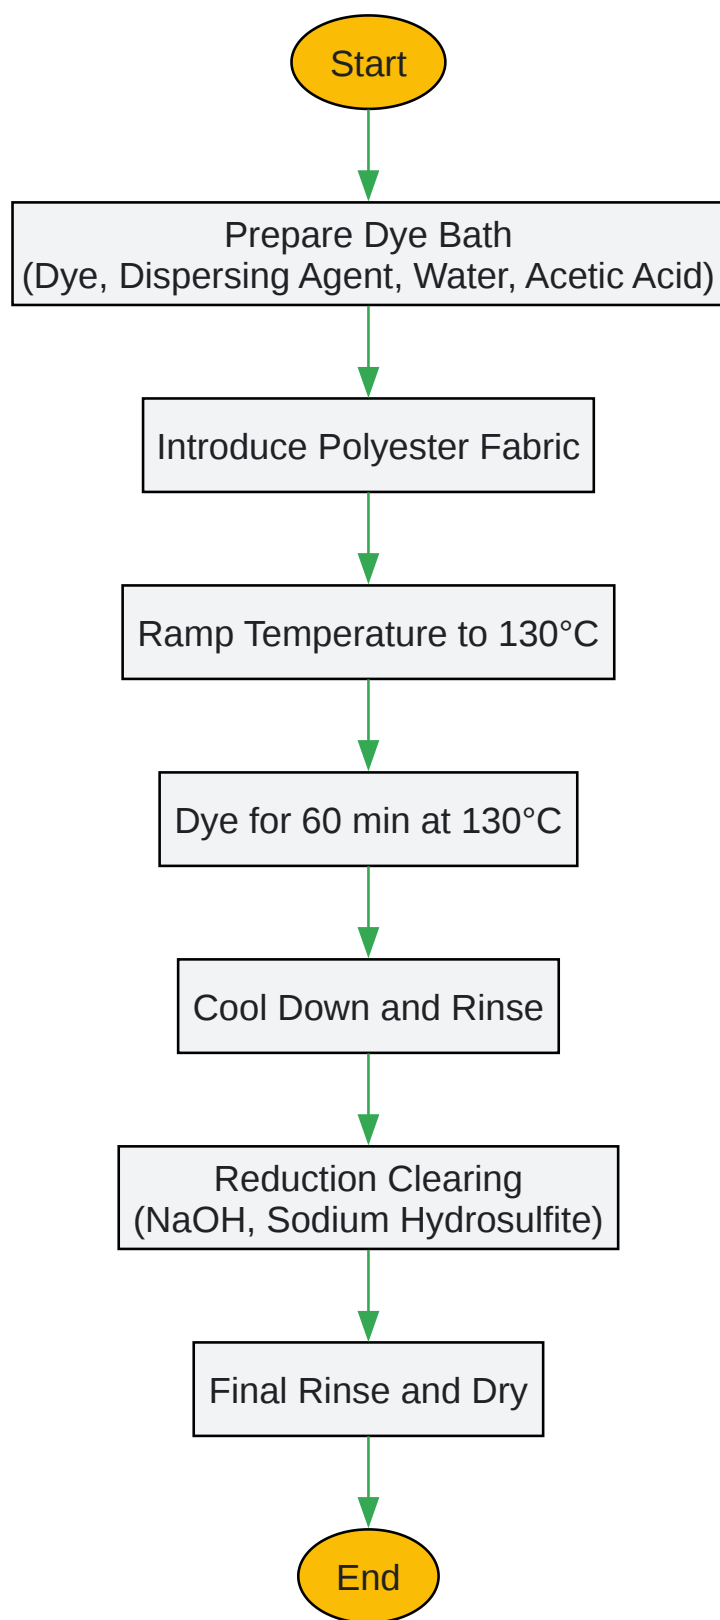 Start
Prepare Dye Bath
(Dye, Dispersing Agent, Water, Acetic Acid)
Introduce Polyester Fabric
Ramp Temperature to 130°C
Dye for 60 min at 130°C
Cool Down and Rinse
Reduction Clearing
(NaOH, Sodium Hydrosulfite)
Final Rinse and Dry
End